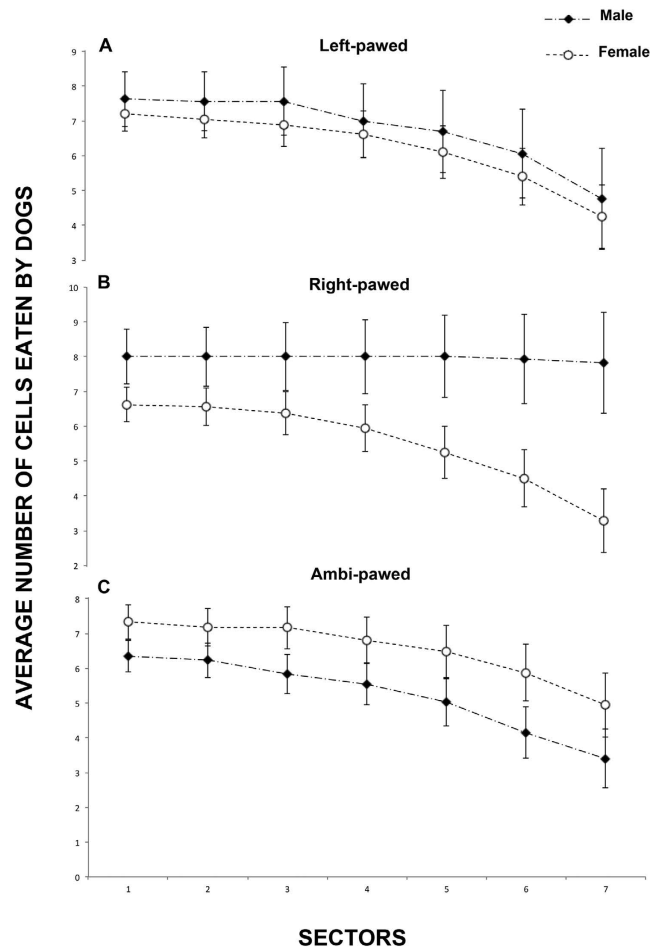 Male
Female
A
Left-pawed
9
8
7
6
5
4
3
B
Right-pawed
10
9
8
7
6
5
4
3
2
C
Ambi-pawed
8
7
6
5
4
3
2
1
0
1 2 3 4 5 6 7
SECTORS
AVERAGE NUMBER OF CELLS EATEN BY DOGS